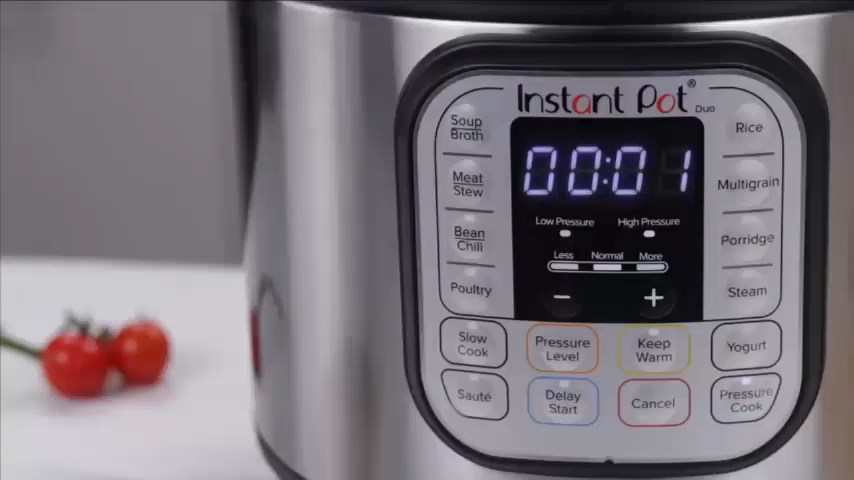 Instant Pot® Duo
Soup
Broth
Meat
Stew
Bean
Chili
Poultry
00:01
Low Pressure High Pressure
Less Normal More
− +
Rice
Multigrain
Porridge
Steam
Slow
Cook
Pressure
Level
Keep
Warm
Yogurt
Sauté
Delay
Start
Cancel
Pressure
Cook